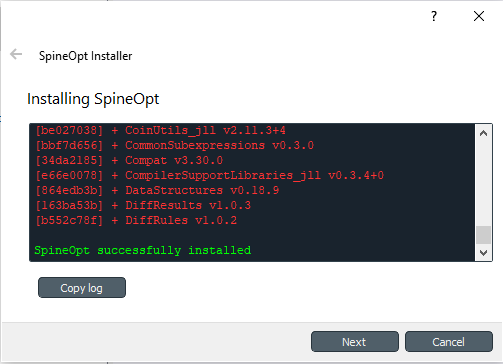 ?
SpineOpt Installer
Installing SpineOpt
[be027038] + CoinUtils_jll v2.11.3+4
[bbf7d656] + CommonSubexpressions v0.3.0
[34da2185] + Compat v3.30.0
[e66e0078] + CompilerSupportLibraries_jll v0.3.4+0
[864edb3b] + DataStructures v0.18.9
[163ba53b] + DiffResults v1.0.3
[b552c78f] + DiffRules v1.0.2
SpineOpt successfully installed
Copy log
Next
Cancel